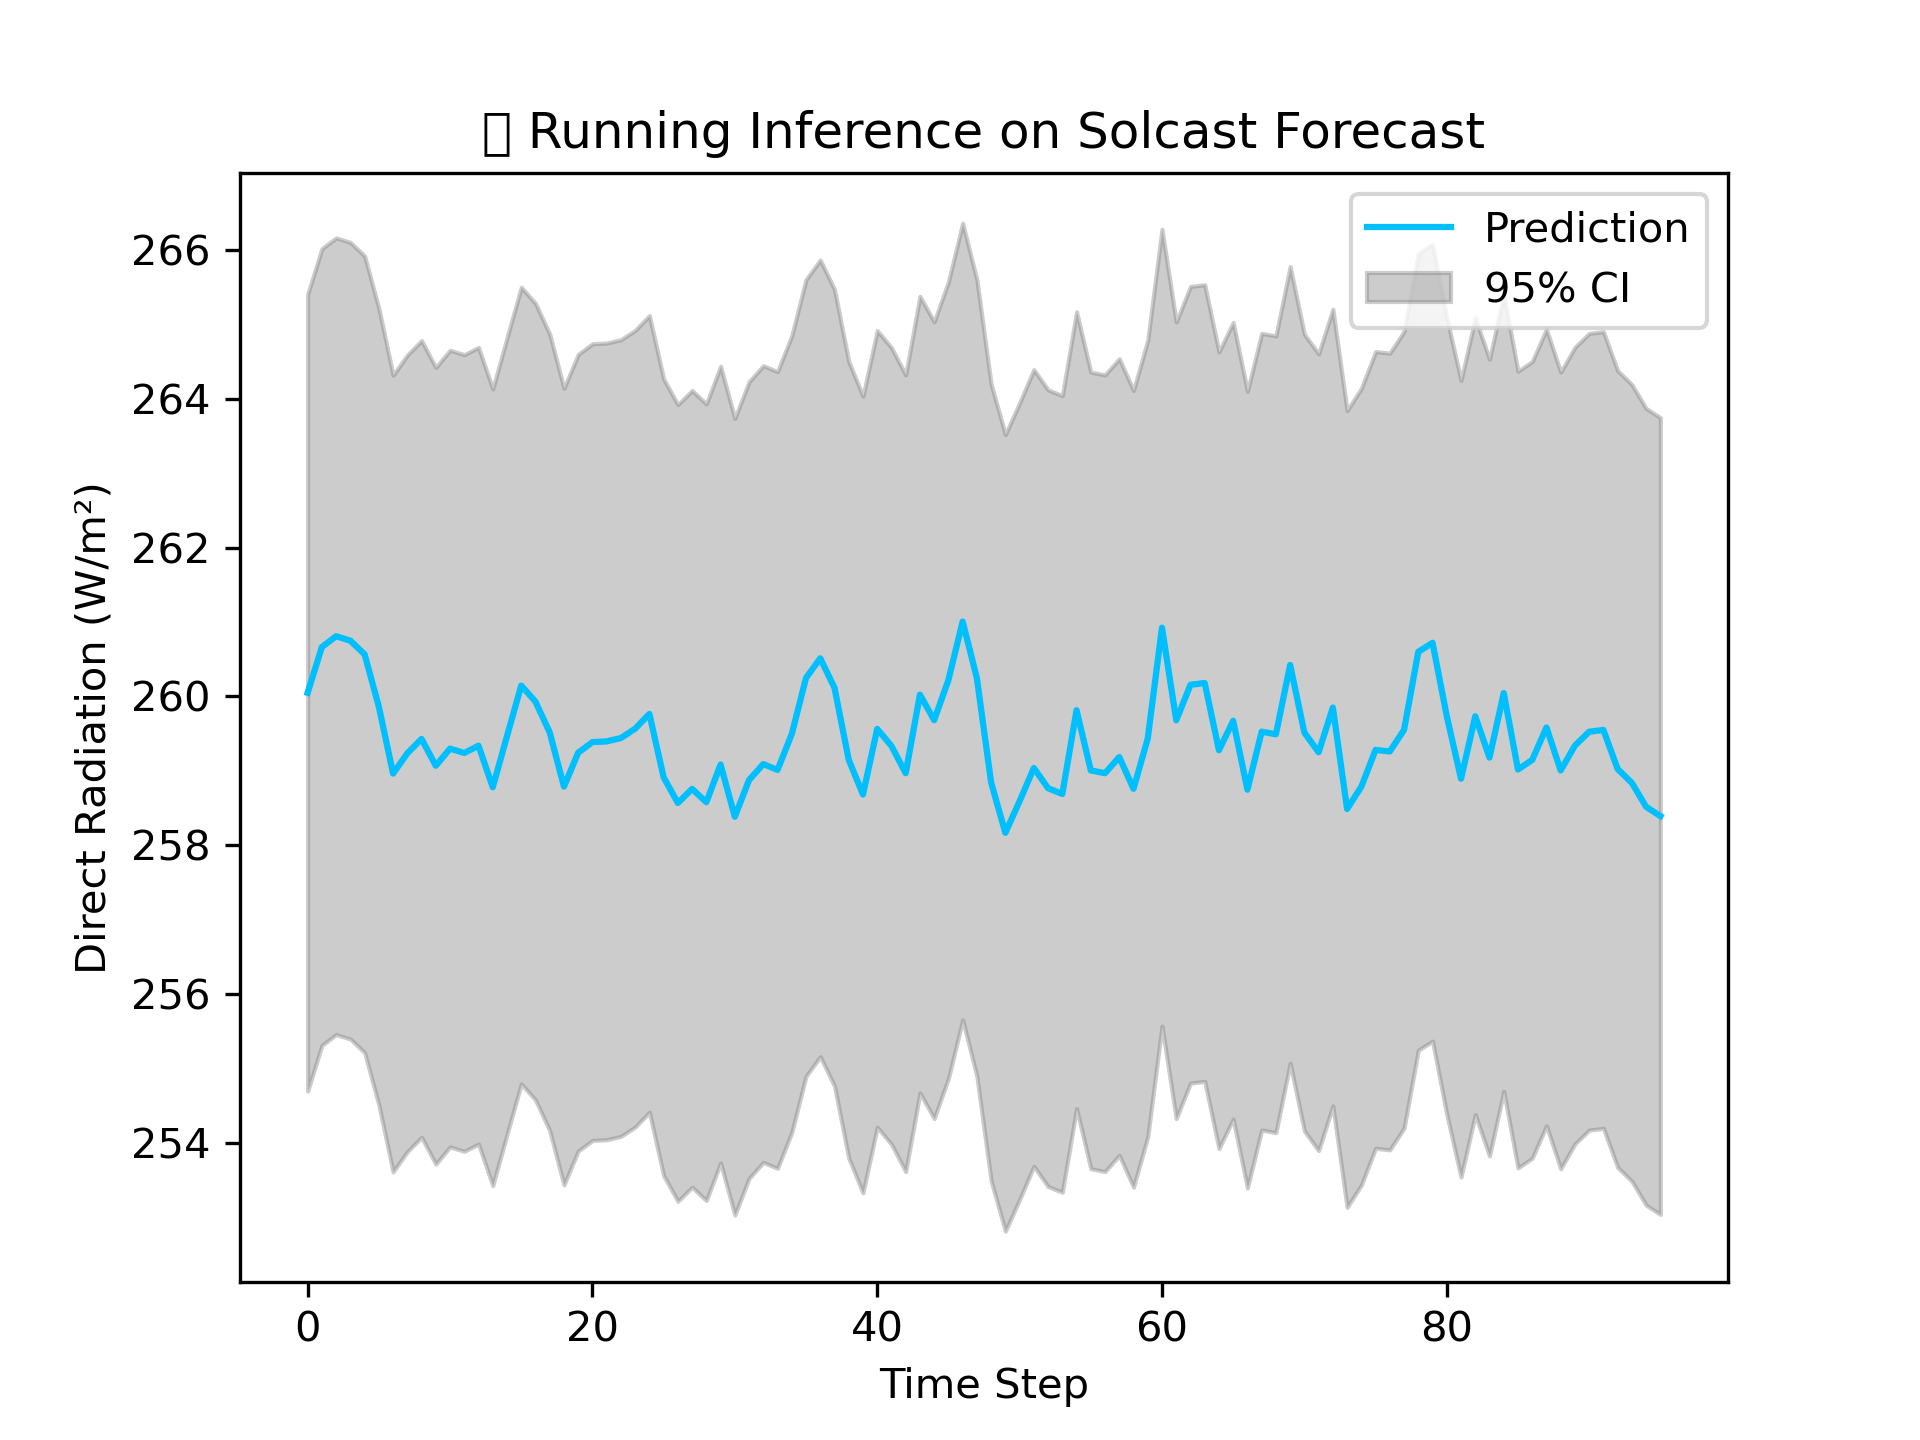 ▯ Running Inference on Solcast Forecast
Prediction
95% CI
266
264
262
260
258
256
254
Direct Radiation (W/m²)
0 20 40 60 80
Time Step